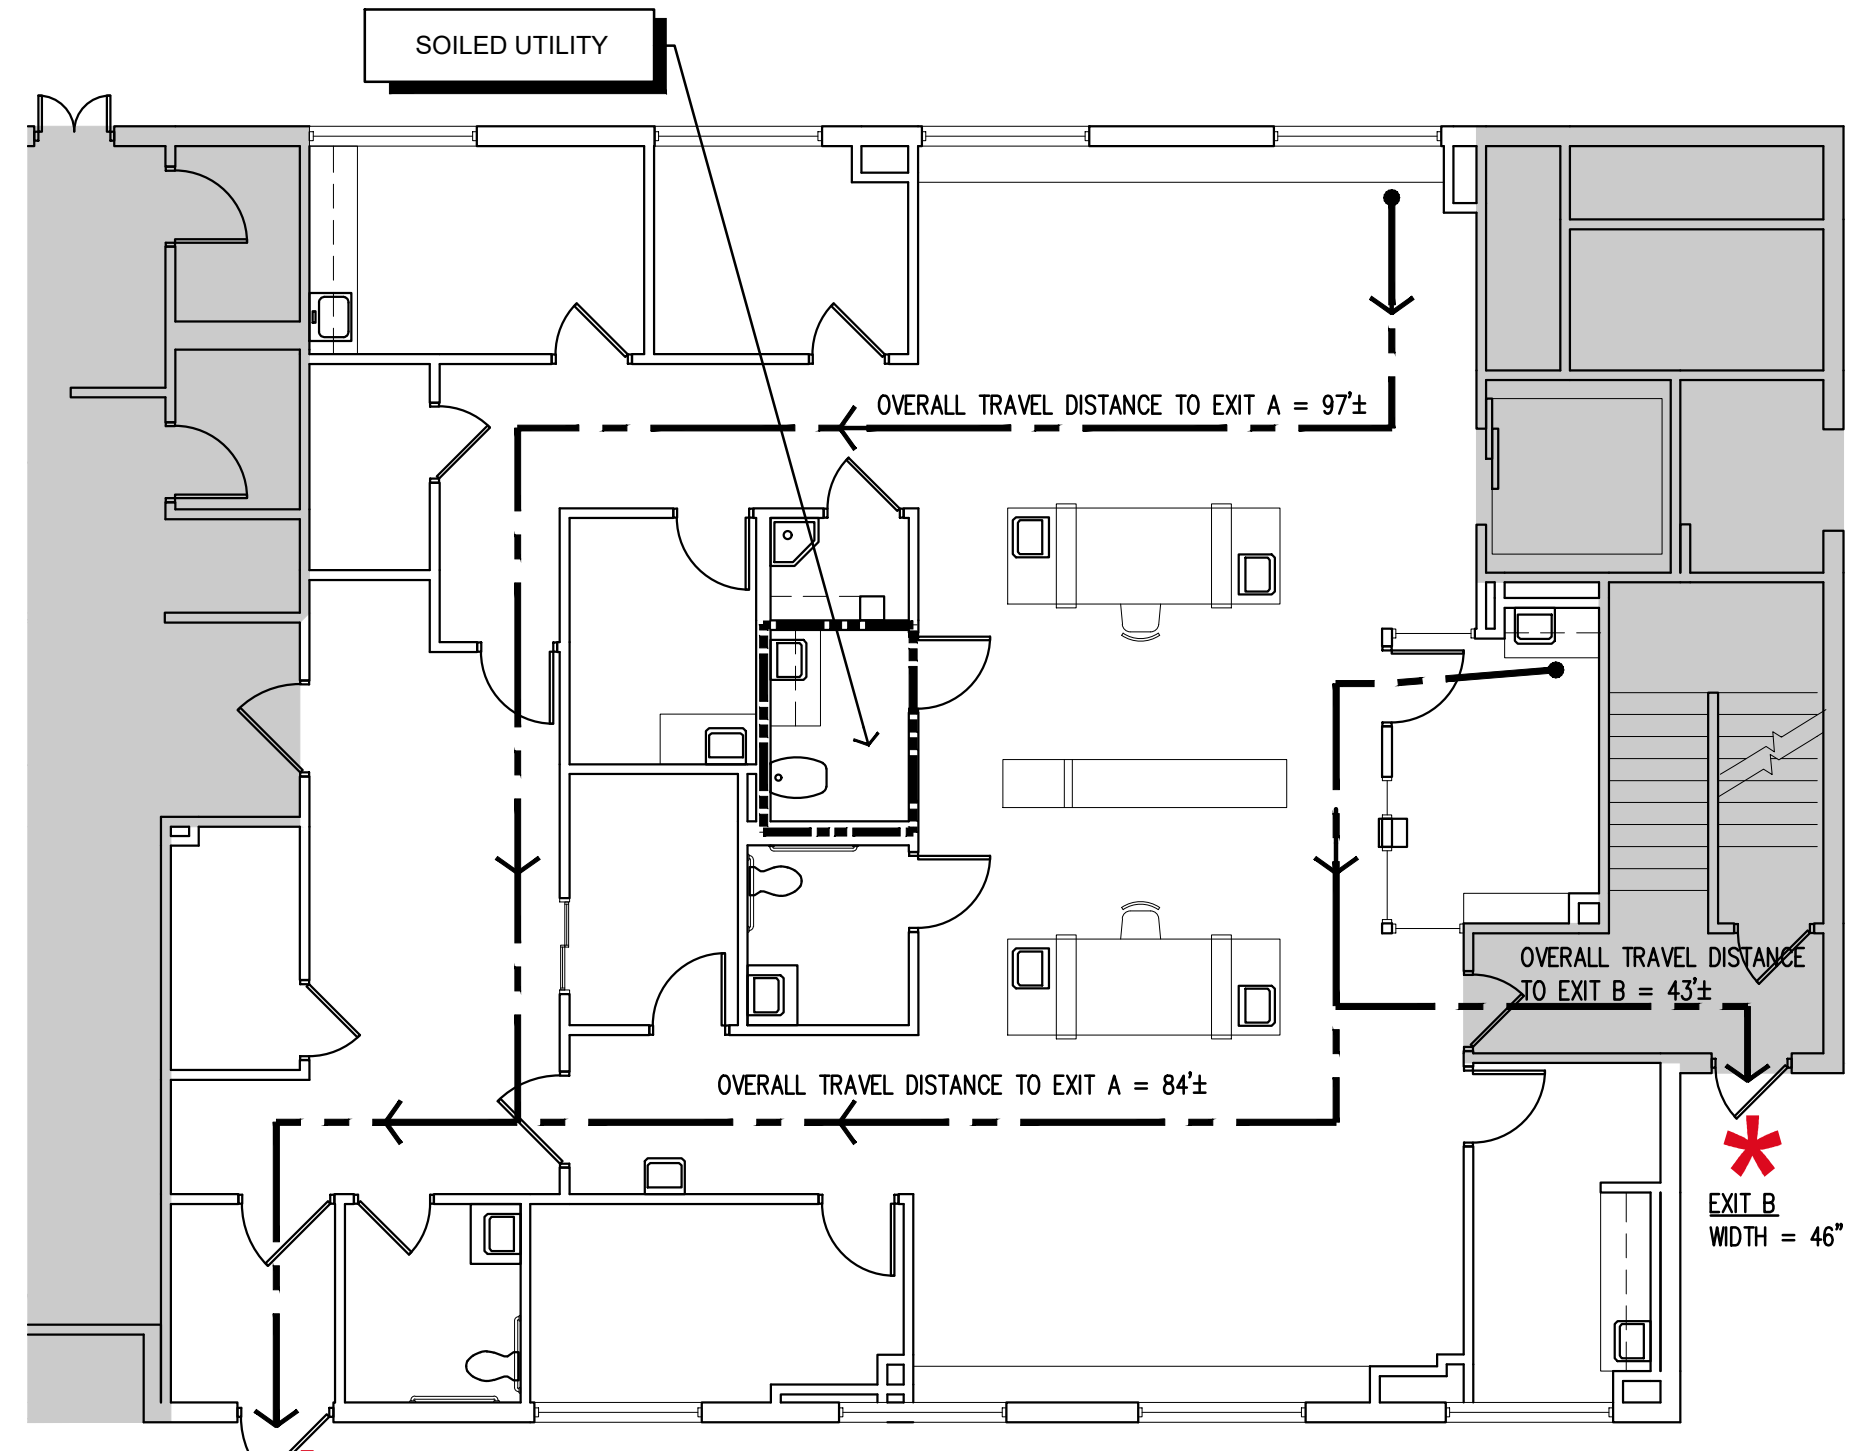 SOILED UTILITY
OVERALL TRAVEL DISTANCE TO EXIT A = 97'±
OVERALL TRAVEL DISTANCE
TO EXIT B = 43'±
OVERALL TRAVEL DISTANCE TO EXIT A = 84'±
*
EXIT B
WIDTH = 46"